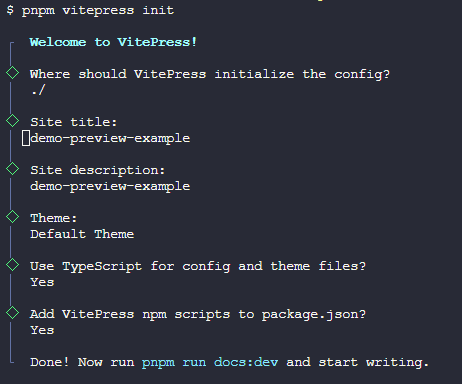 $ pnpm vitepress init
Welcome to VitePress!
Where should VitePress initialize the config?
./
Site title:
demo-preview-example
Site description:
demo-preview-example
Theme:
Default Theme
Use TypeScript for config and theme files?
Yes
Add VitePress npm scripts to package.json?
Yes
Done! Now run pnpm run docs:dev and start writing.